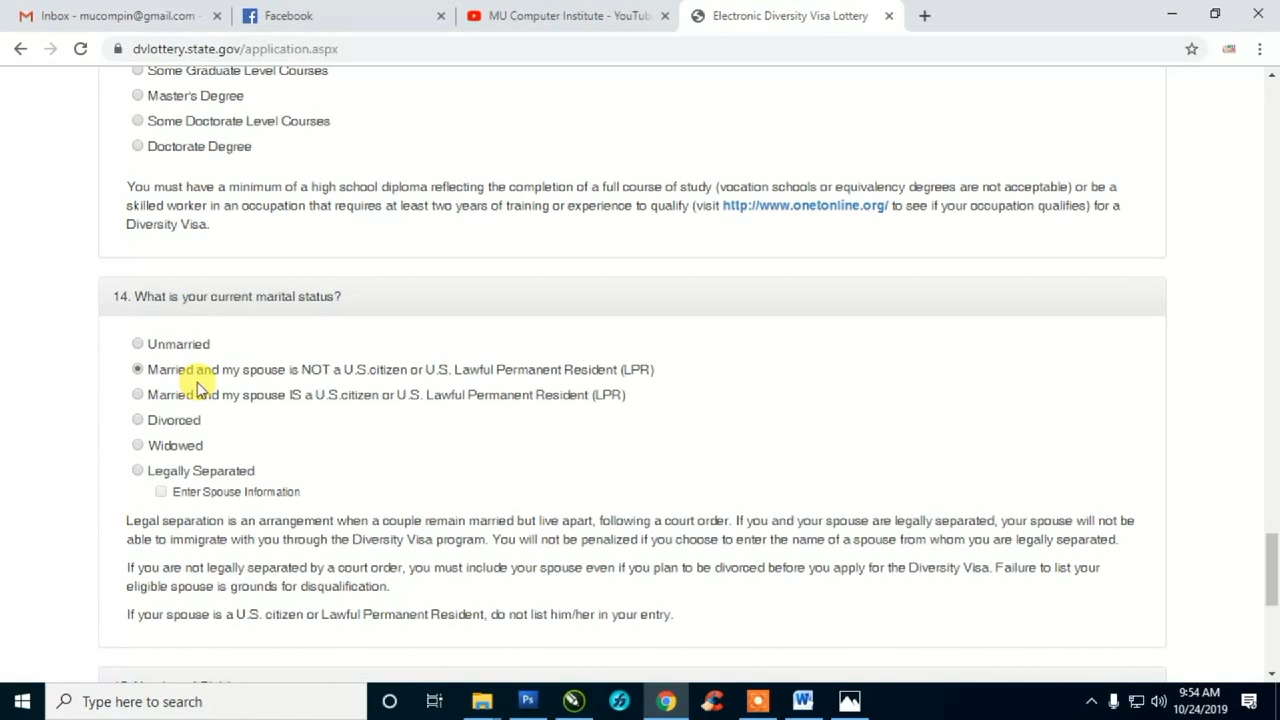 Inbox - mucompin@gmail.com -
Facebook
MU Computer Institute - YouTub
Electronic Diversity Visa Lottery
dvlottery.state.gov/application.aspx
Some Graduate Level Courses
Master's Degree
Some Doctorate Level Courses
Doctorate Degree
You must have a minimum of a high school diploma reflecting the completion of a full course of study (vocation schools or equivalency degrees are not acceptable) or be a
skilled worker in an occupation that requires at least two years of training or experience to qualify (visit http://www.onetonline.org/ to see if your occupation qualifies) for a
Diversity Visa.
14. What is your current marital status?
Unmarried
Married and my spouse is NOT a U.S.citizen or U.S. Lawful Permanent Resident (LPR)
Married and my spouse IS a U.S.citizen or U.S. Lawful Permanent Resident (LPR)
Divorced
Widowed
Legally Separated
Enter Spouse Information
Legal separation is an arrangement when a couple remain married but live apart, following a court order. If you and your spouse are legally separated, your spouse will not be
able to immigrate with you through the Diversity Visa program. You will not be penalized if you choose to enter the name of a spouse from whom you are legally separated.
If you are not legally separated by a court order, you must include your spouse even if you plan to be divorced before you apply for the Diversity Visa. Failure to list your
eligible spouse is grounds for disqualification.
If your spouse is a U.S. citizen or Lawful Permanent Resident, do not list him/her in your entry.
Type here to search
Ps
W
9:54 AM
10/24/2019